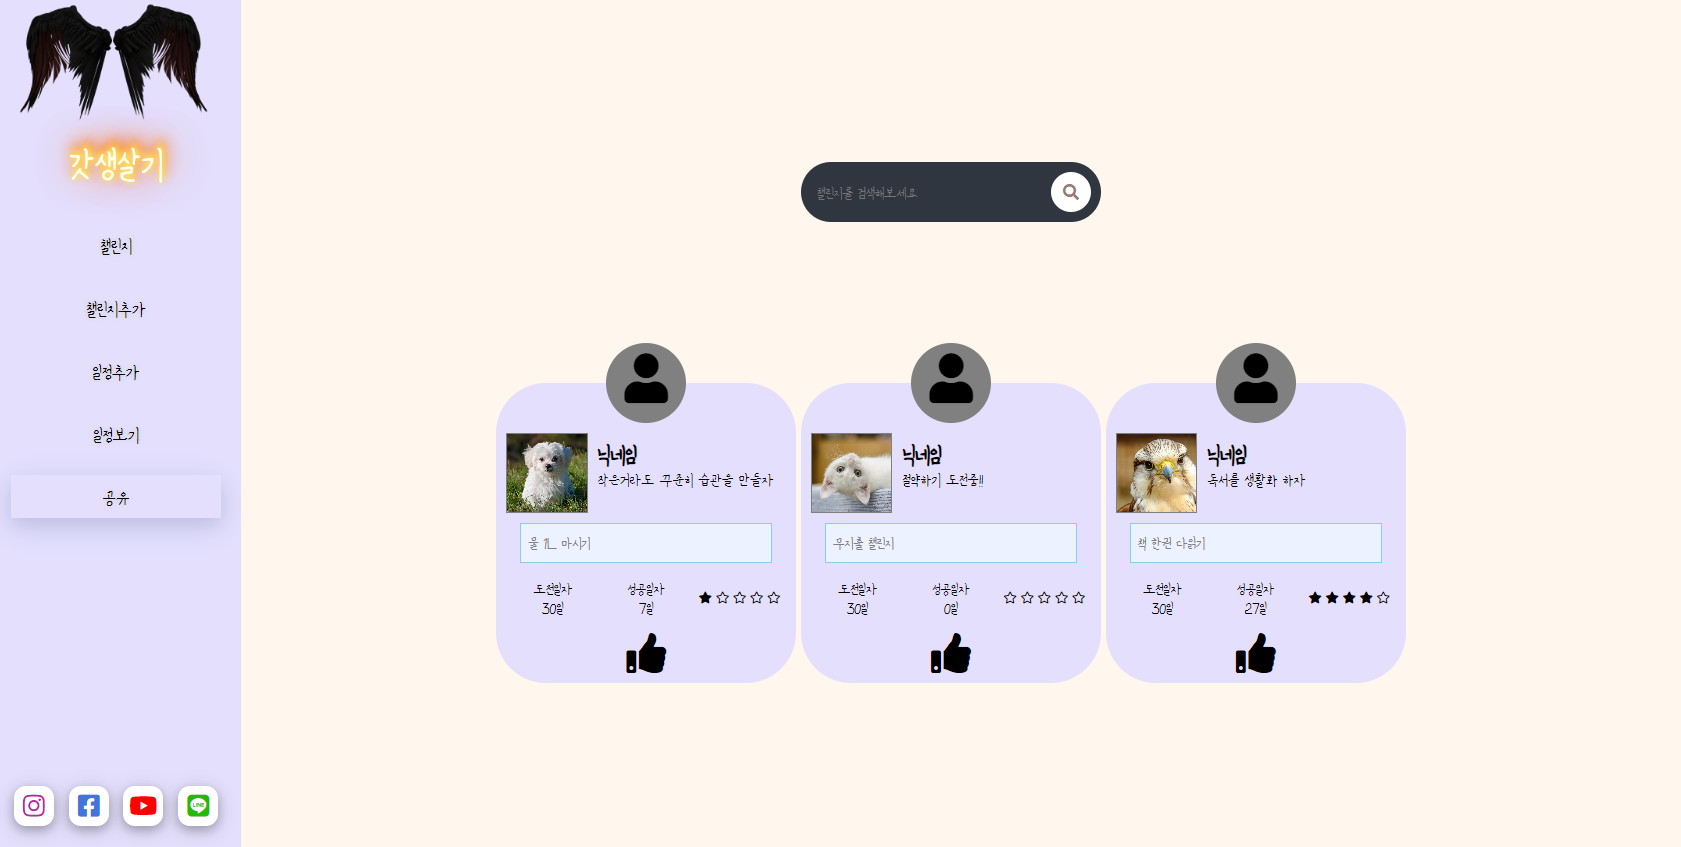 갓생살기
챌린지
챌린지추가
일정추가
일정보기
공유
챌린지를 검색해보세요
닉네임
작은거라도 꾸준히 습관을 만들자
물 1L 마시기
도전일자
30일
성공일자
7일
닉네임
절약하기 도전중!!
무지출 챌린지
도전일자
30일
성공일자
0일
닉네임
독서를 생활화 하자
책 한권 다읽기
도전일자
30일
성공일자
27일
LINE